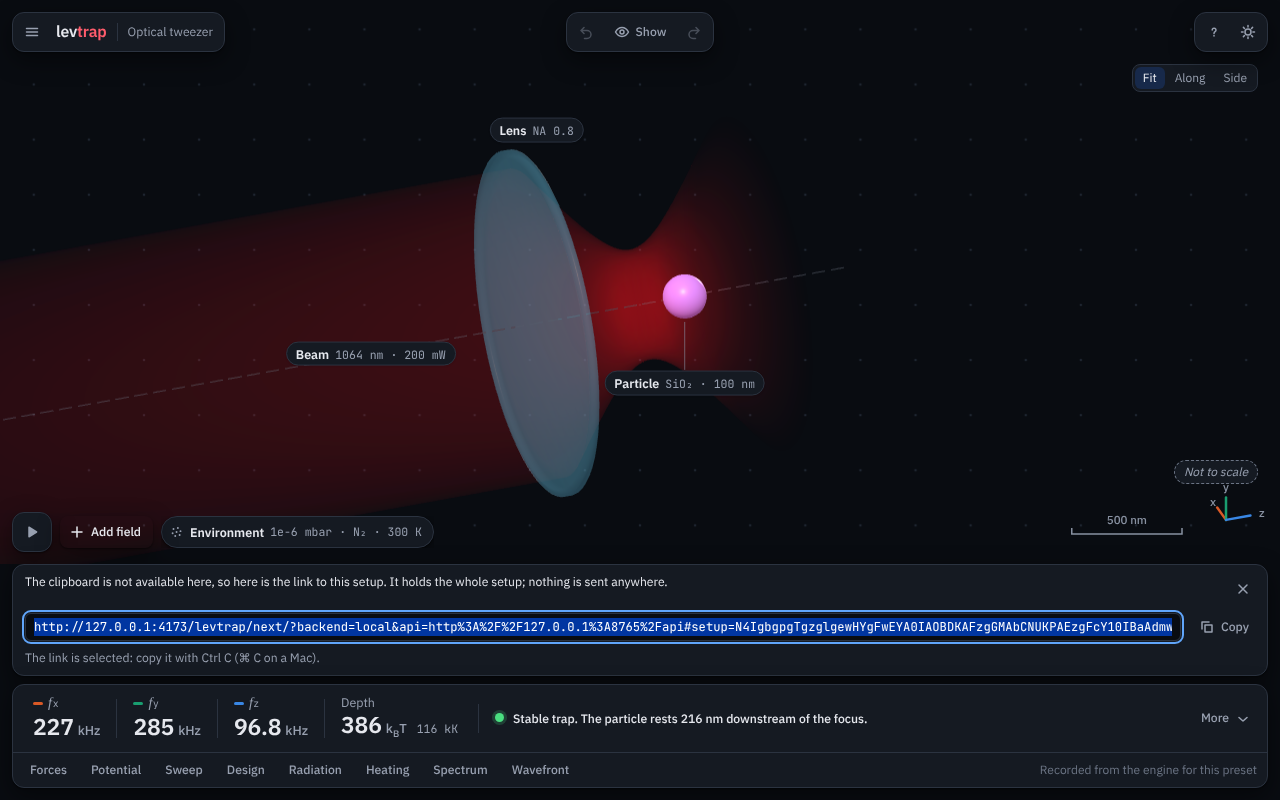 levtrap Optical tweezer
Show
?
Fit Along Side
Lens NA 0.8
Beam 1064 nm · 200 mW
Particle SiO₂ · 100 nm
Not to scale
y
x
z
500 nm
Add field
Environment 1e-6 mbar · N₂ · 300 K
The clipboard is not available here, so here is the link to this setup. It holds the whole setup; nothing is sent anywhere.
http://127.0.0.1:4173/levtrap/next/?backend=local&api=http%3A%2F%2F127.0.0.1%3A8765%2Fapi#setup=N4IgbgpgTgzglgewHYgFwEYA0IAOBDKAFzgGMAbCNUKPAEzgFcY10IBaAdmw
Copy
The link is selected: copy it with Ctrl C (⌘ C on a Mac).
fx fy fz Depth
227 kHz 285 kHz 96.8 kHz 386 kBT 116 kK
Stable trap. The particle rests 216 nm downstream of the focus.
More
Forces Potential Sweep Design Radiation Heating Spectrum Wavefront
Recorded from the engine for this preset